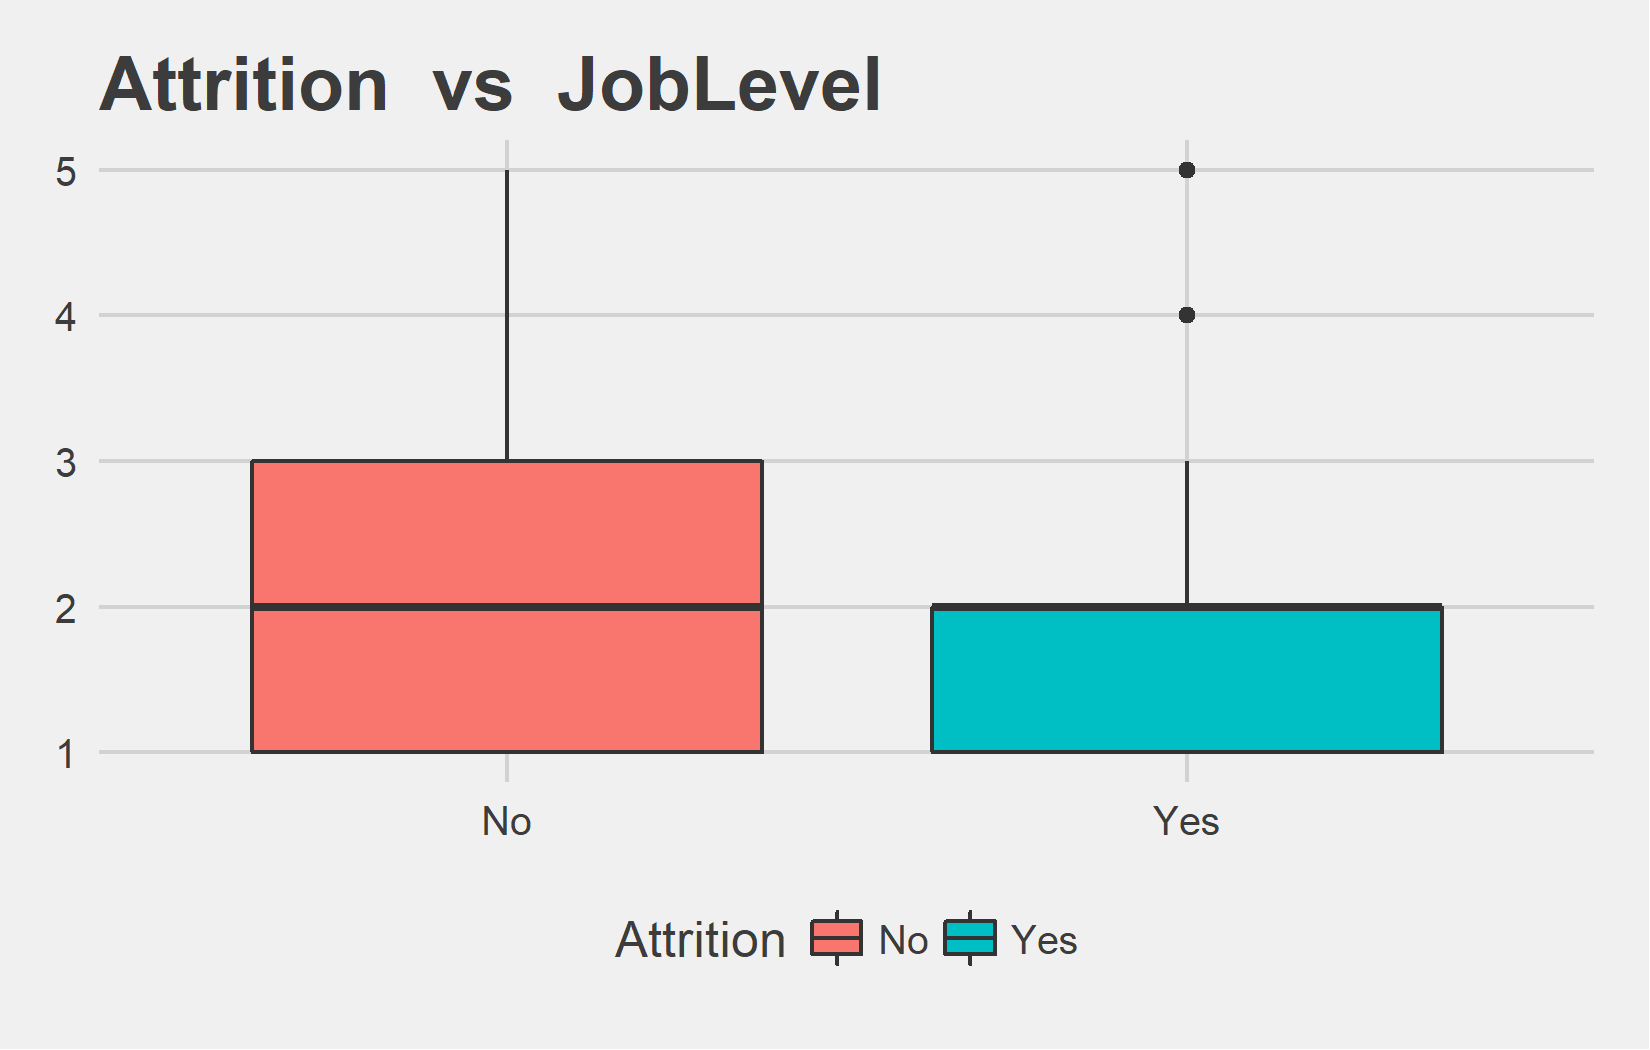 Attrition vs JobLevel
5
4
3
2
1
No Yes
Attrition No Yes